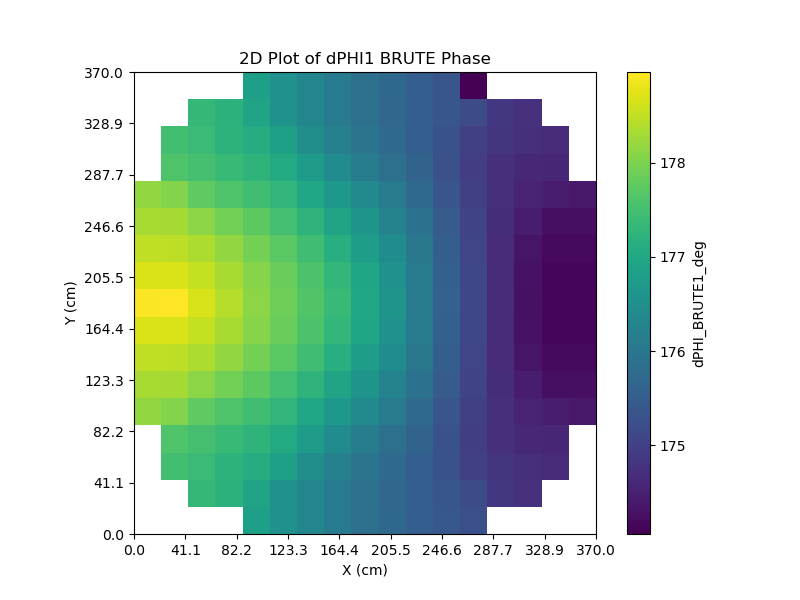 2D Plot of dPHI1 BRUTE Phase
370.0
328.9
287.7
246.6
205.5
164.4
123.3
82.2
41.1
0.0
Y (cm)
0.0 41.1 82.2 123.3 164.4 205.5 246.6 287.7 328.9 370.0
X (cm)
178
177
176
175
dPHI_BRUTE1_deg